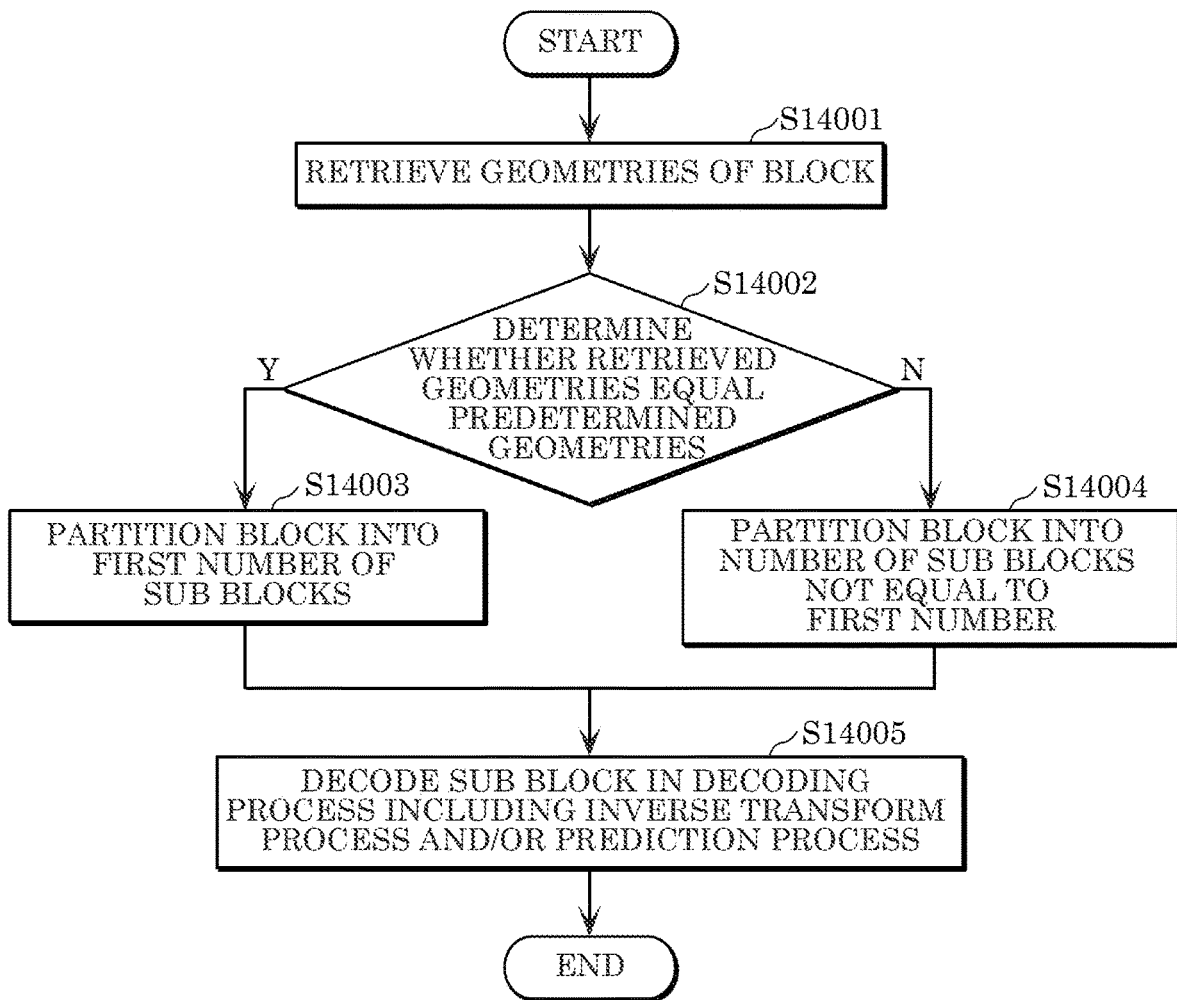 START
S14001
RETRIEVE GEOMETRIES OF BLOCK
S14002
DETERMINE
WHETHER RETRIEVED
GEOMETRIES EQUAL
PREDETERMINED
GEOMETRIES
Y
N
S14003
PARTITION BLOCK INTO
FIRST NUMBER OF
SUB BLOCKS
S14004
PARTITION BLOCK INTO
NUMBER OF SUB BLOCKS
NOT EQUAL TO
FIRST NUMBER
S14005
DECODE SUB BLOCK IN DECODING
PROCESS INCLUDING INVERSE TRANSFORM
PROCESS AND/OR PREDICTION PROCESS
END